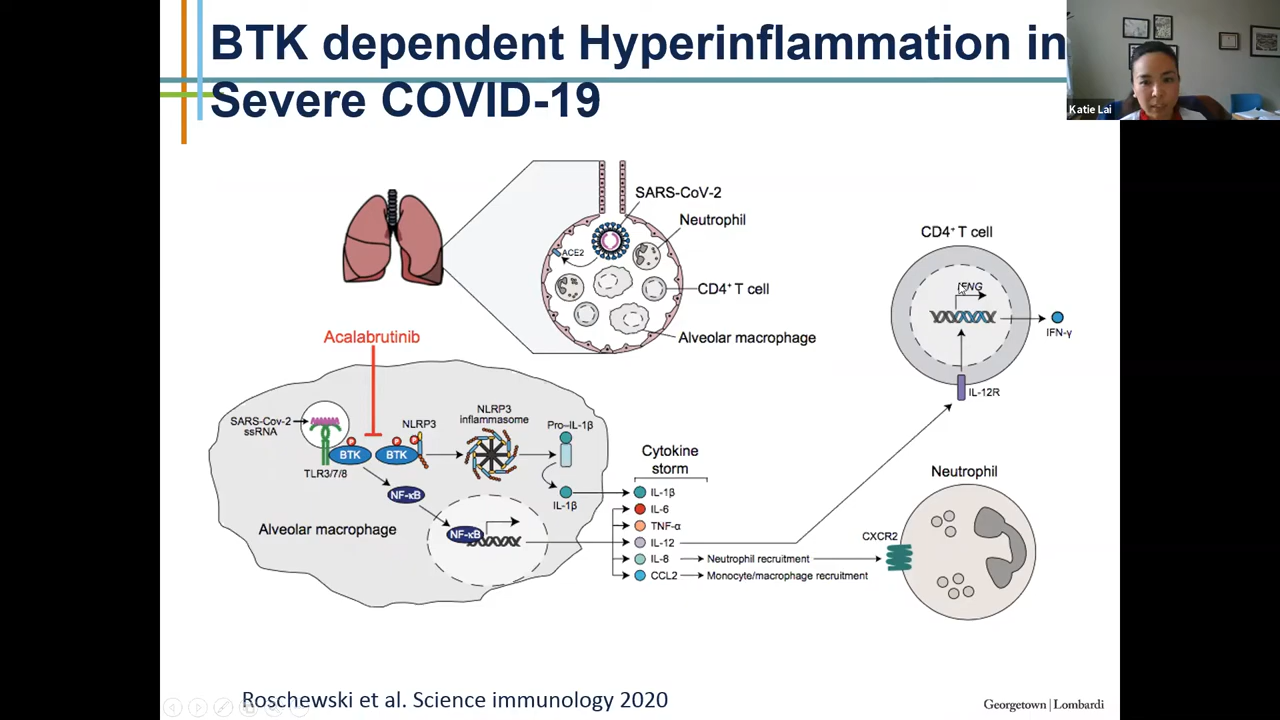 BTK dependent Hyperinflammation in
Severe COVID-19
Katie Lai
SARS-CoV-2
Neutrophil
ACE2
CD4⁺ T cell
Alveolar macrophage
CD4⁺ T cell
IFNG
IFN-γ
IL-12R
Acalabrutinib
SARS-Cov-2
ssRNA
TLR3/7/8
P
BTK
P
BTK
P
NLRP3
NLRP3
inflammasome
Pro–IL-1β
IL-1β
NF-κB
NF-κB
Alveolar macrophage
Cytokine
storm
IL-1β
IL-6
TNF-α
IL-12
IL-8
Neutrophil recruitment
CCL2
Monocyte/macrophage recruitment
Neutrophil
CXCR2
Roschewski et al. Science immunology 2020
Georgetown | Lombardi